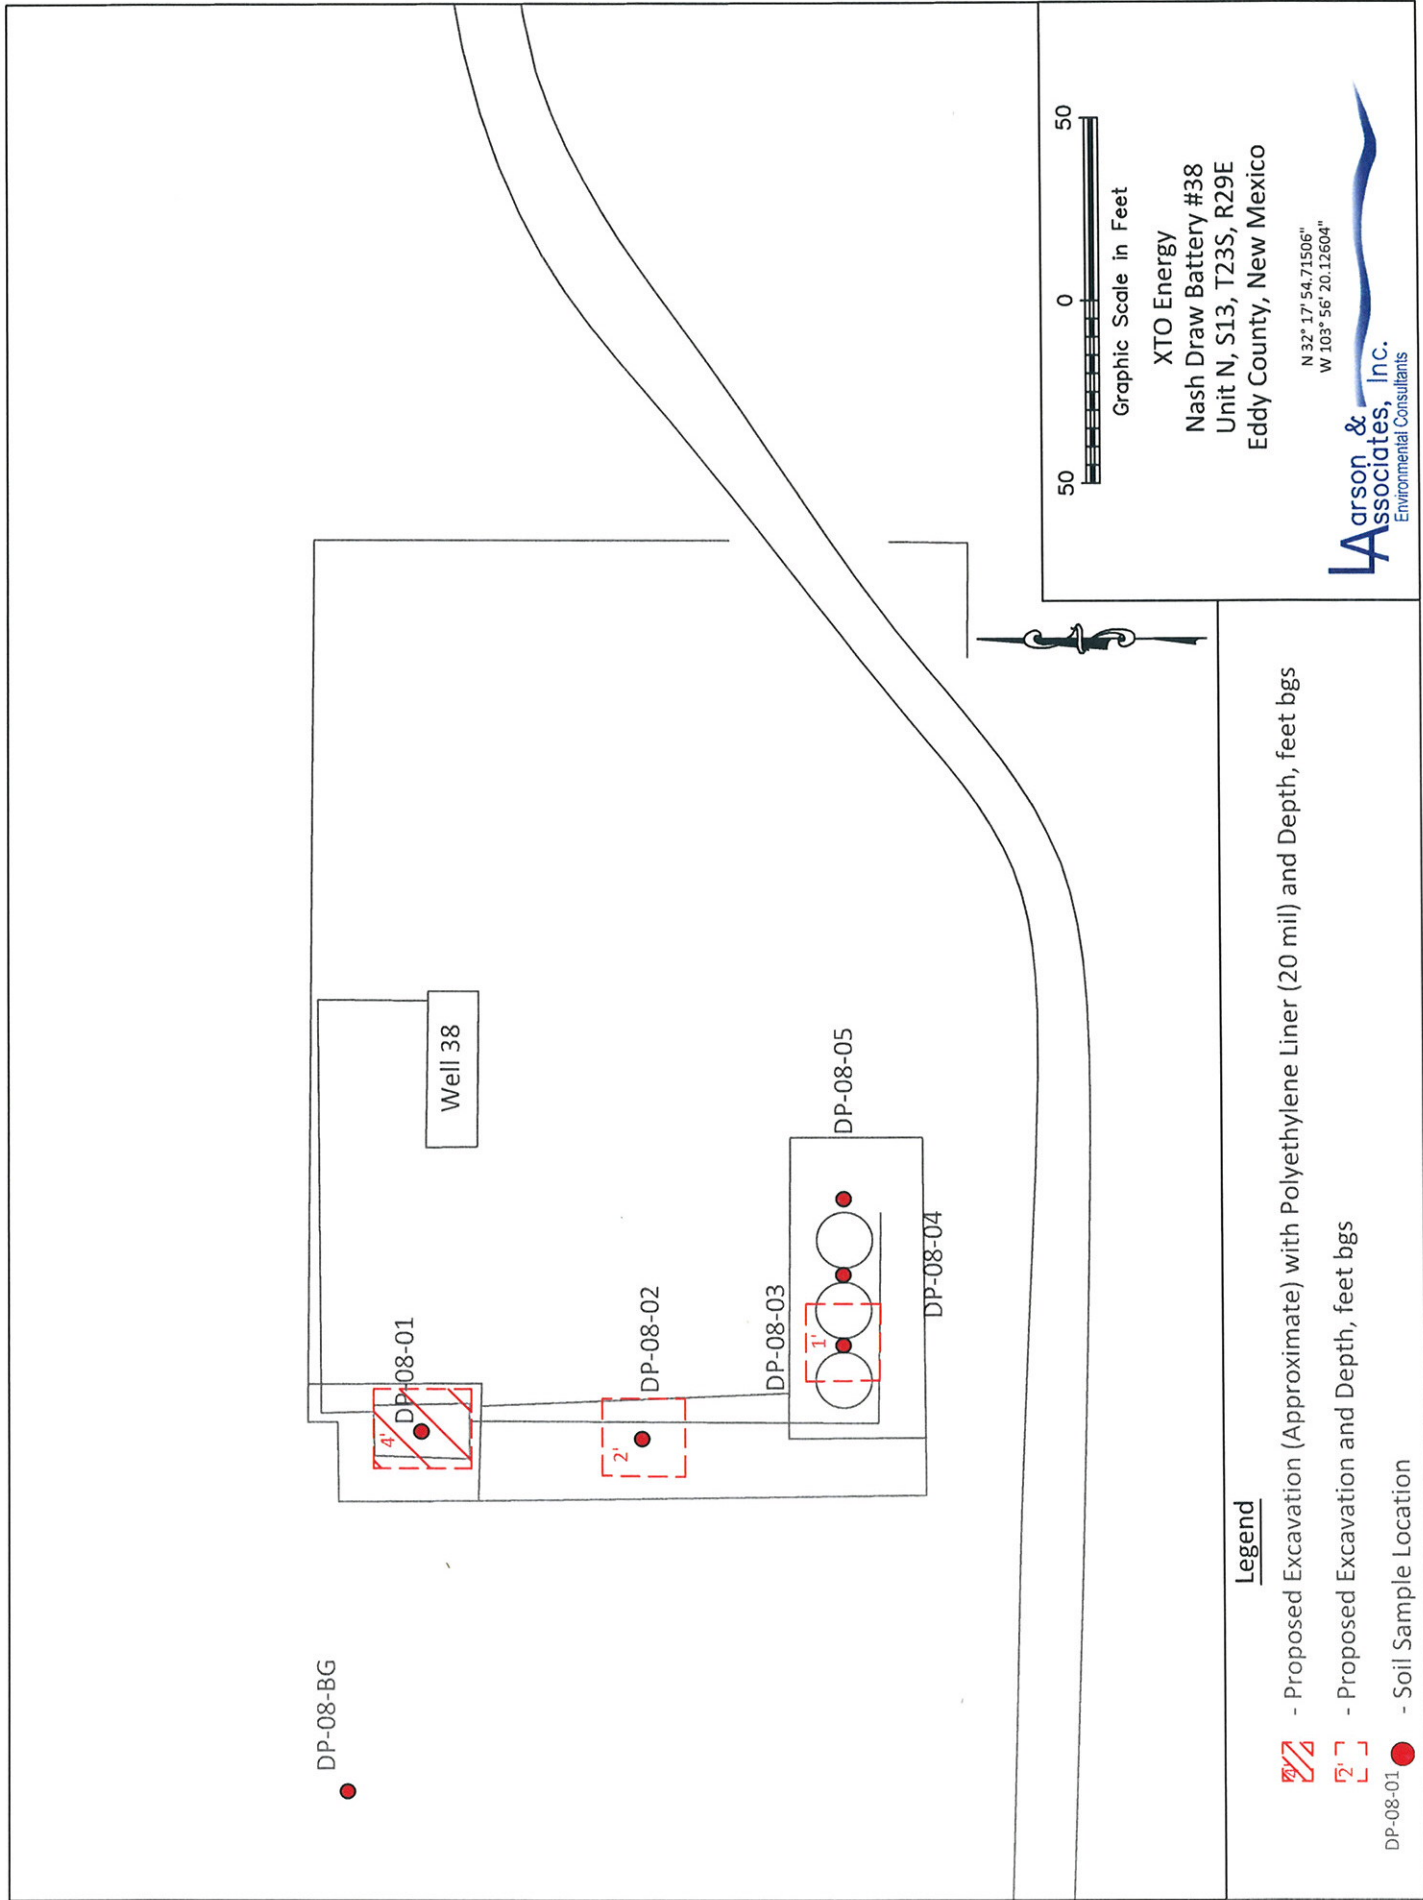 DP-08-BG
DP-08-01
4'
Well 38
DP-08-02
2'
DP-08-03
1'
DP-08-05
DP-08-04
Legend
4' - Proposed Excavation (Approximate) with Polyethylene Liner (20 mil) and Depth, feet bgs
2' - Proposed Excavation and Depth, feet bgs
DP-08-01 - Soil Sample Location
50 0 50
Graphic Scale in Feet
XTO Energy
Nash Draw Battery #38
Unit N, S13, T23S, R29E
Eddy County, New Mexico
N 32° 17' 54.71506"
W 103° 56' 20.12604"
Larson &
Associates, Inc.
Environmental Consultants